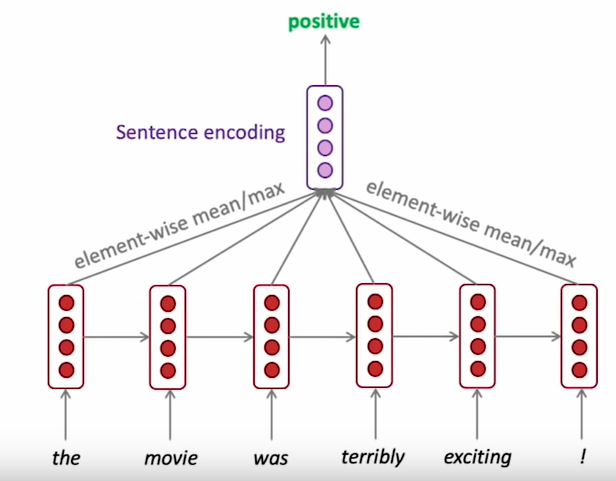 positive
Sentence encoding
element-wise mean/max
element-wise mean/max
the movie was terribly exciting !